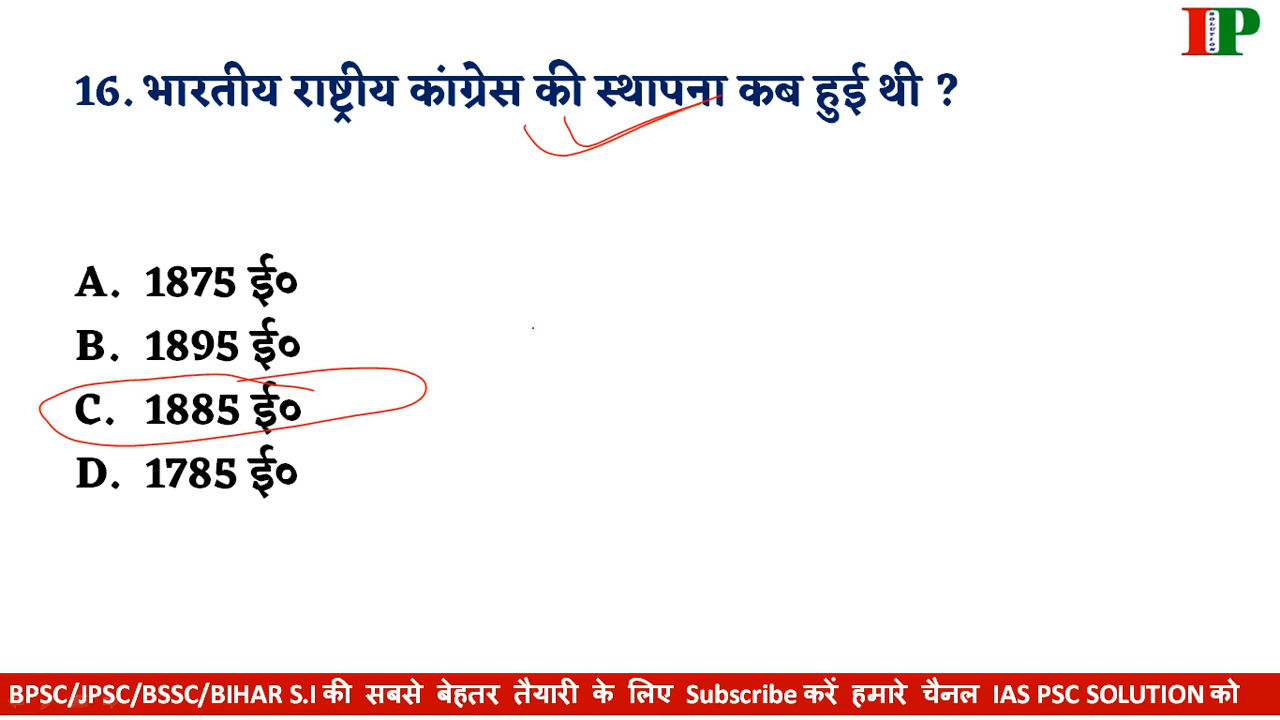 I SOLUTION P
16. भारतीय राष्ट्रीय कांग्रेस की स्थापना कब हुई थी ?
A. 1875 ई०
B. 1895 ई०
C. 1885 ई०
D. 1785 ई०
BPSC/JPSC/BSSC/BIHAR S.I की सबसे बेहतर तैयारी के लिए Subscribe करें हमारे चैनल IAS PSC SOLUTION को